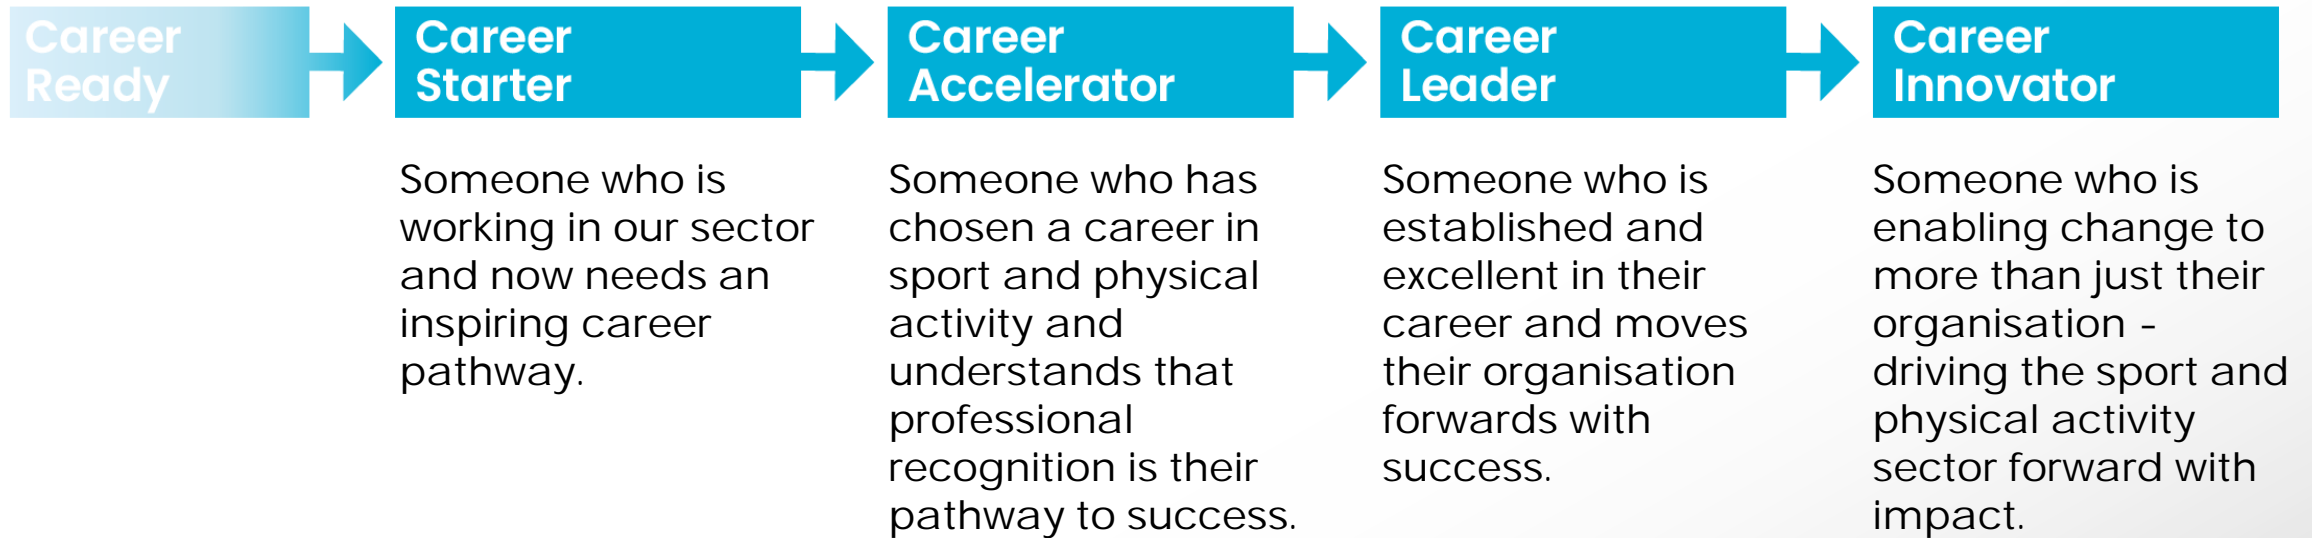 Career
Ready
Career
Starter
Career
Accelerator
Career
Leader
Career
Innovator
Someone who is
working in our sector
and now needs an
inspiring career
pathway.
Someone who has
chosen a career in
sport and physical
activity and
understands that
professional
recognition is their
pathway to success.
Someone who is
established and
excellent in their
career and moves
their organisation
forwards with
success.
Someone who is
enabling change to
more than just their
organisation -
driving the sport and
physical activity
sector forward with
impact.